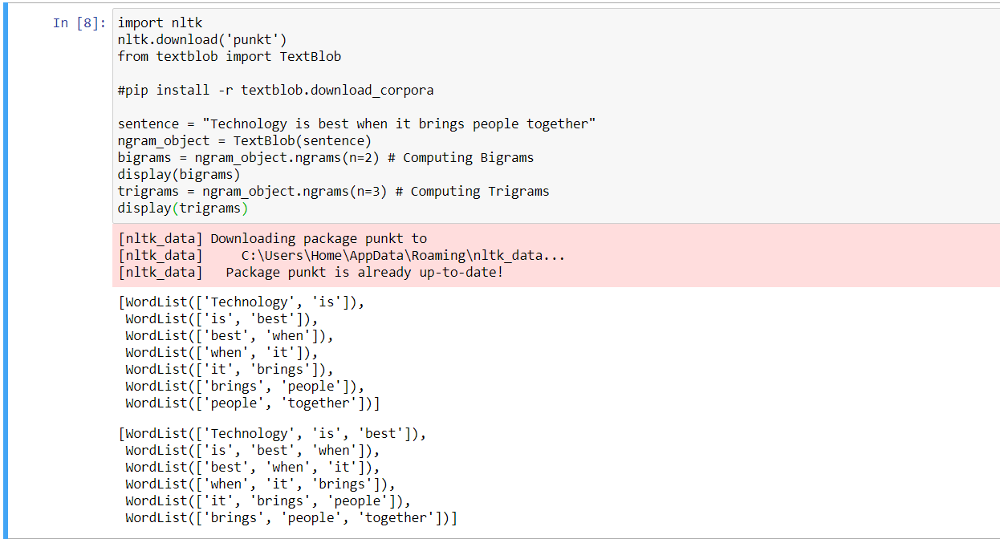 In [8]: import nltk
nltk.download('punkt')
from textblob import TextBlob
#pip install -r textblob.download_corpora
sentence = "Technology is best when it brings people together"
ngram_object = TextBlob(sentence)
bigrams = ngram_object.ngrams(n=2) # Computing Bigrams
display(bigrams)
trigrams = ngram_object.ngrams(n=3) # Computing Trigrams
display(trigrams)
[nltk_data] Downloading package punkt to
[nltk_data]     C:\Users\Home\AppData\Roaming\nltk_data...
[nltk_data]   Package punkt is already up-to-date!
[WordList(['Technology', 'is']),
 WordList(['is', 'best']),
 WordList(['best', 'when']),
 WordList(['when', 'it']),
 WordList(['it', 'brings']),
 WordList(['brings', 'people']),
 WordList(['people', 'together'])]
[WordList(['Technology', 'is', 'best']),
 WordList(['is', 'best', 'when']),
 WordList(['best', 'when', 'it']),
 WordList(['when', 'it', 'brings']),
 WordList(['it', 'brings', 'people']),
 WordList(['brings', 'people', 'together'])]